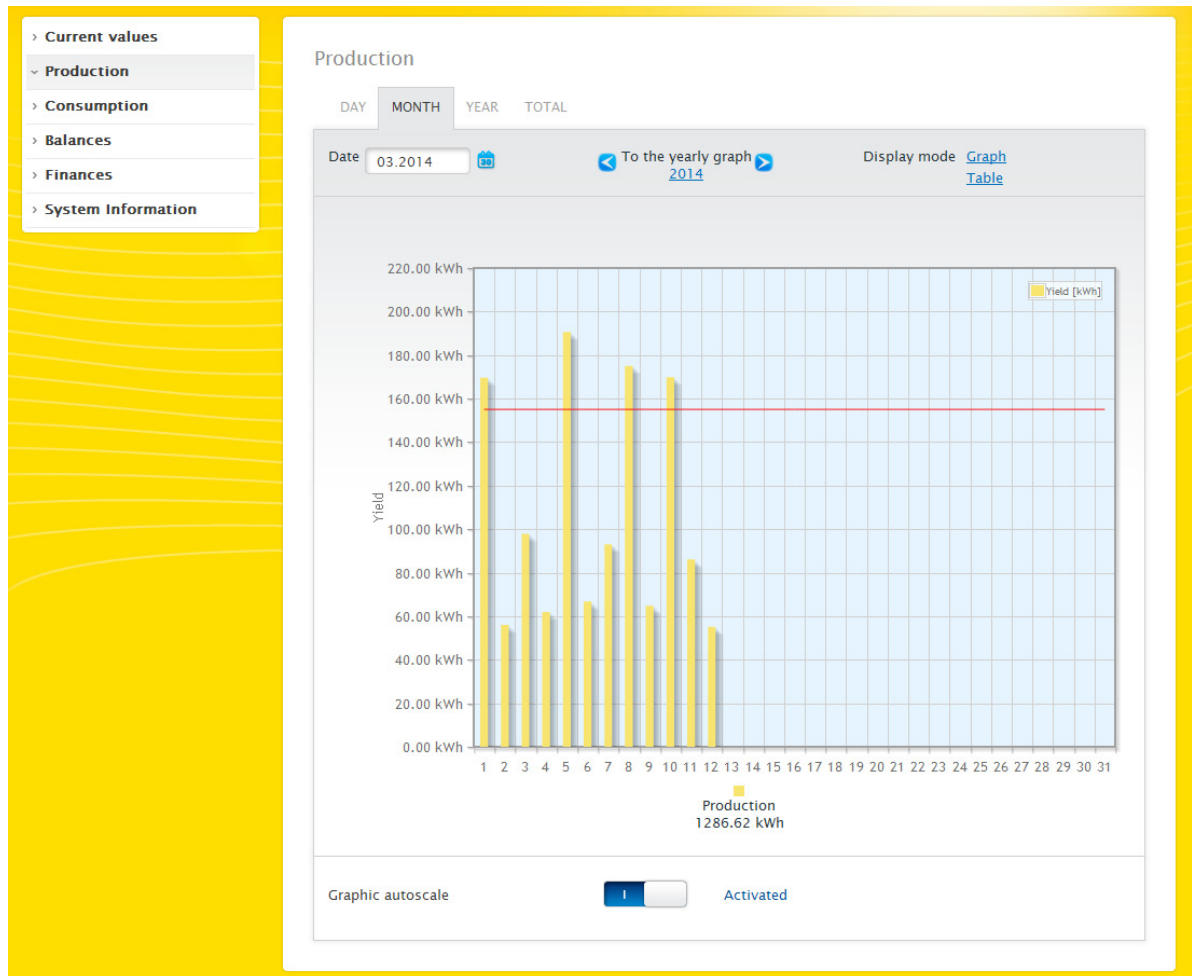 Current values
Production
Consumption
Balances
Finances
System Information
Production
DAY MONTH YEAR TOTAL
Date 03.2014 30 To the yearly graph Display mode Graph
2014 Table
220.00 kWh
Yield [kWh]
200.00 kWh
180.00 kWh
160.00 kWh
140.00 kWh
120.00 kWh
Yield
100.00 kWh
80.00 kWh
60.00 kWh
40.00 kWh
20.00 kWh
0.00 kWh
1 2 3 4 5 6 7 8 9 10 11 12 13 14 15 16 17 18 19 20 21 22 23 24 25 26 27 28 29 30 31
Production
1286.62 kWh
Graphic autoscale I Activated